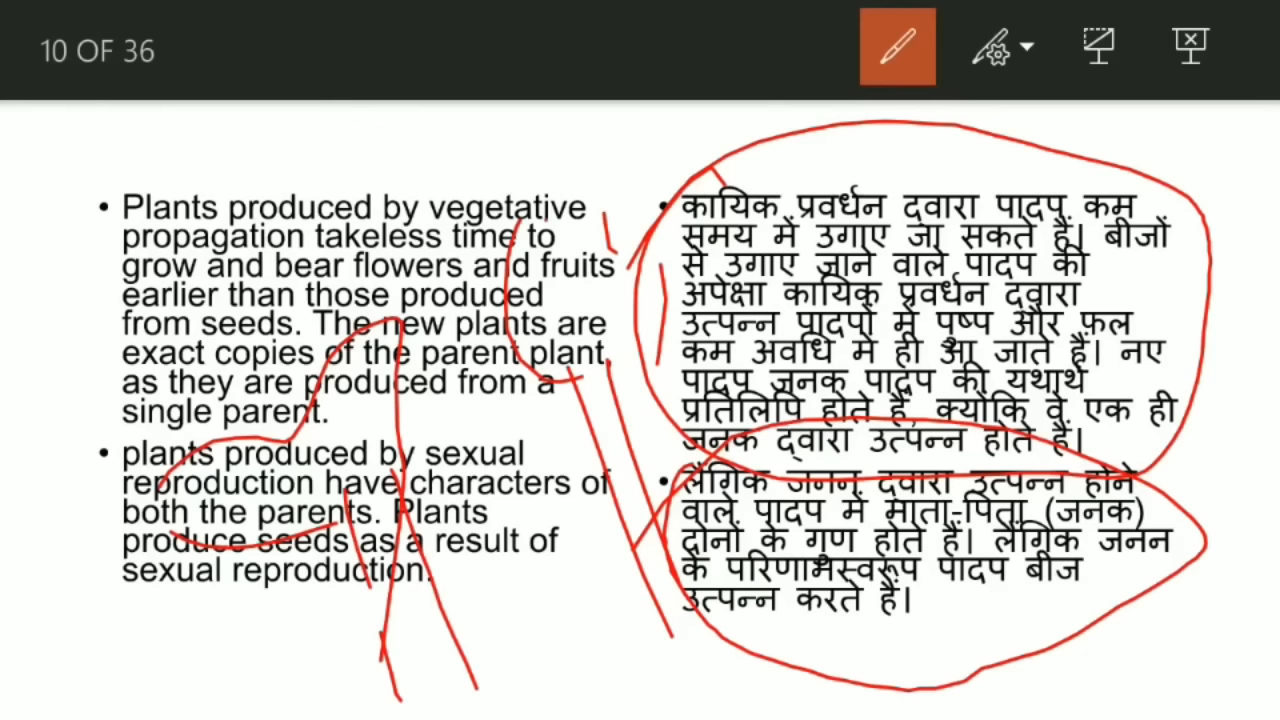 10 OF 36
• Plants produced by vegetative
propagation takeless time to
grow and bear flowers and fruits
earlier than those produced
from seeds. The new plants are
exact copies of the parent plant,
as they are produced from a
single parent.
• plants produced by sexual
reproduction have characters of
both the parents. Plants
produce seeds as a result of
sexual reproduction.
• कायिक प्रवर्धन द्वारा पादप कम
समय में उगाए जा सकते हैं। बीजों
से उगाए जाने वाले पादप की
अपेक्षा कायिक प्रवर्धन द्वारा
उत्पन्न पादपों में पुष्प और फ़ल
कम अवधि में ही आ जाते हैं। नए
पादप जनक पादप की यथार्थ
प्रतिलिपि होते हैं, क्योंकि वे एक ही
जनक द्वारा उत्पन्न होते हैं।
• लैंगिक जनन द्वारा उत्पन्न होने
वाले पादप में माता-पिता (जनक)
दोनों के गुण होते हैं। लैंगिक जनन
के परिणामस्वरूप पादप बीज
उत्पन्न करते हैं।